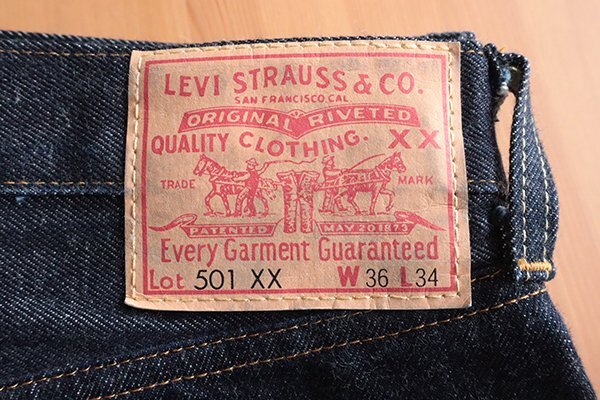 LEVI STRAUSS & CO.
SAN FRANCISCO, CAL
ORIGINAL RIVETED
QUALITY CLOTHING. XX
TRADE MARK
PATENTED MAY 20 1873
Every Garment Guaranteed
Lot 501 XX W 36 L 34